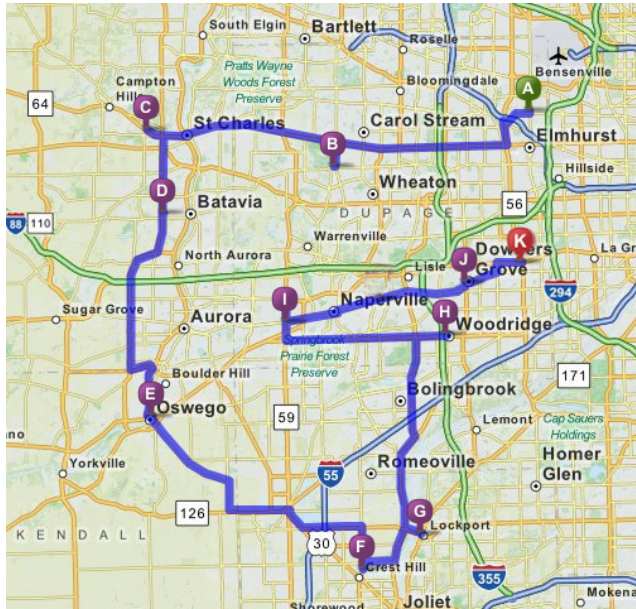 South Elgin
Bartlett
Roselle
Pratts Wayne
Woods Forest
Preserve
Bensenville
Campton
Hill
64
C
A
Bloomingdale
St Charles
Carol Stream
B
Elmhurst
Hillside
D
Wheaton
Batavia
56
DUPAGE
88
110
Warrenville
K
North Aurora
J
Downers
Grove
La G
Lisle
294
Sugar Grove
I
Naperville
H
Aurora
Woodridge
Springbrook
Prairie Forest
Preserve
Boulder Hill
171
E
Oswego
Bolingbrook
59
Lemont
Cap Sauers
Holdings
ano
Homer
Glen
Yorkville
55
Romeoville
126
G
Lockport
KENDALL
30
F
Crest Hill
355
Shorewood
Joliet
Mokena